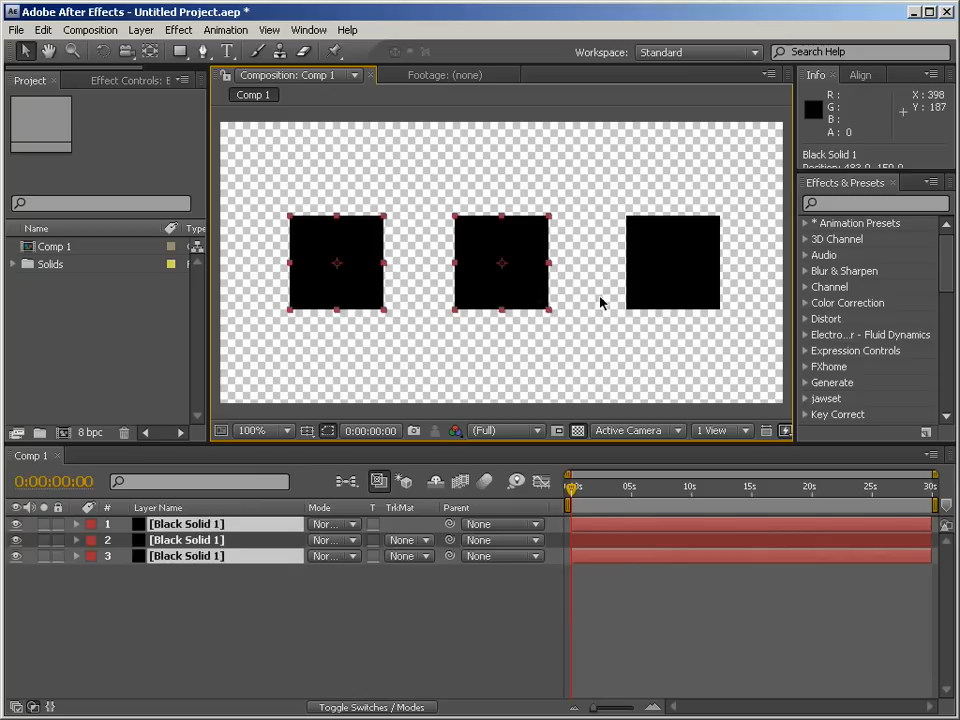 Adobe After Effects - Untitled Project.aep *
File Edit Composition Layer Effect Animation View Window Help
Workspace: Standard Search Help
Project Effect Controls: E Composition: Comp 1 Footage: (none) Info Align
Comp 1
R : X : 398
G : Y : 187
B :
A : 0
Black Solid 1
Effects & Presets
Name
* Animation Presets
Comp 1
3D Channel
Audio
Solids
Blur & Sharpen
Channel
Color Correction
Distort
Electro...r - Fluid Dynamics
Expression Controls
FXhome
Generate
jawset
Key Correct
8 bpc 100% 0:00:00:00 (Full) Active Camera 1 View
Comp 1
0:00:00:00 05s 10s 15s 20s 25s 30s
# Layer Name Mode T TrkMat Parent
1 [Black Solid 1] Nor... None
2 [Black Solid 1] Nor... None None
3 [Black Solid 1] Nor... None None
Toggle Switches / Modes